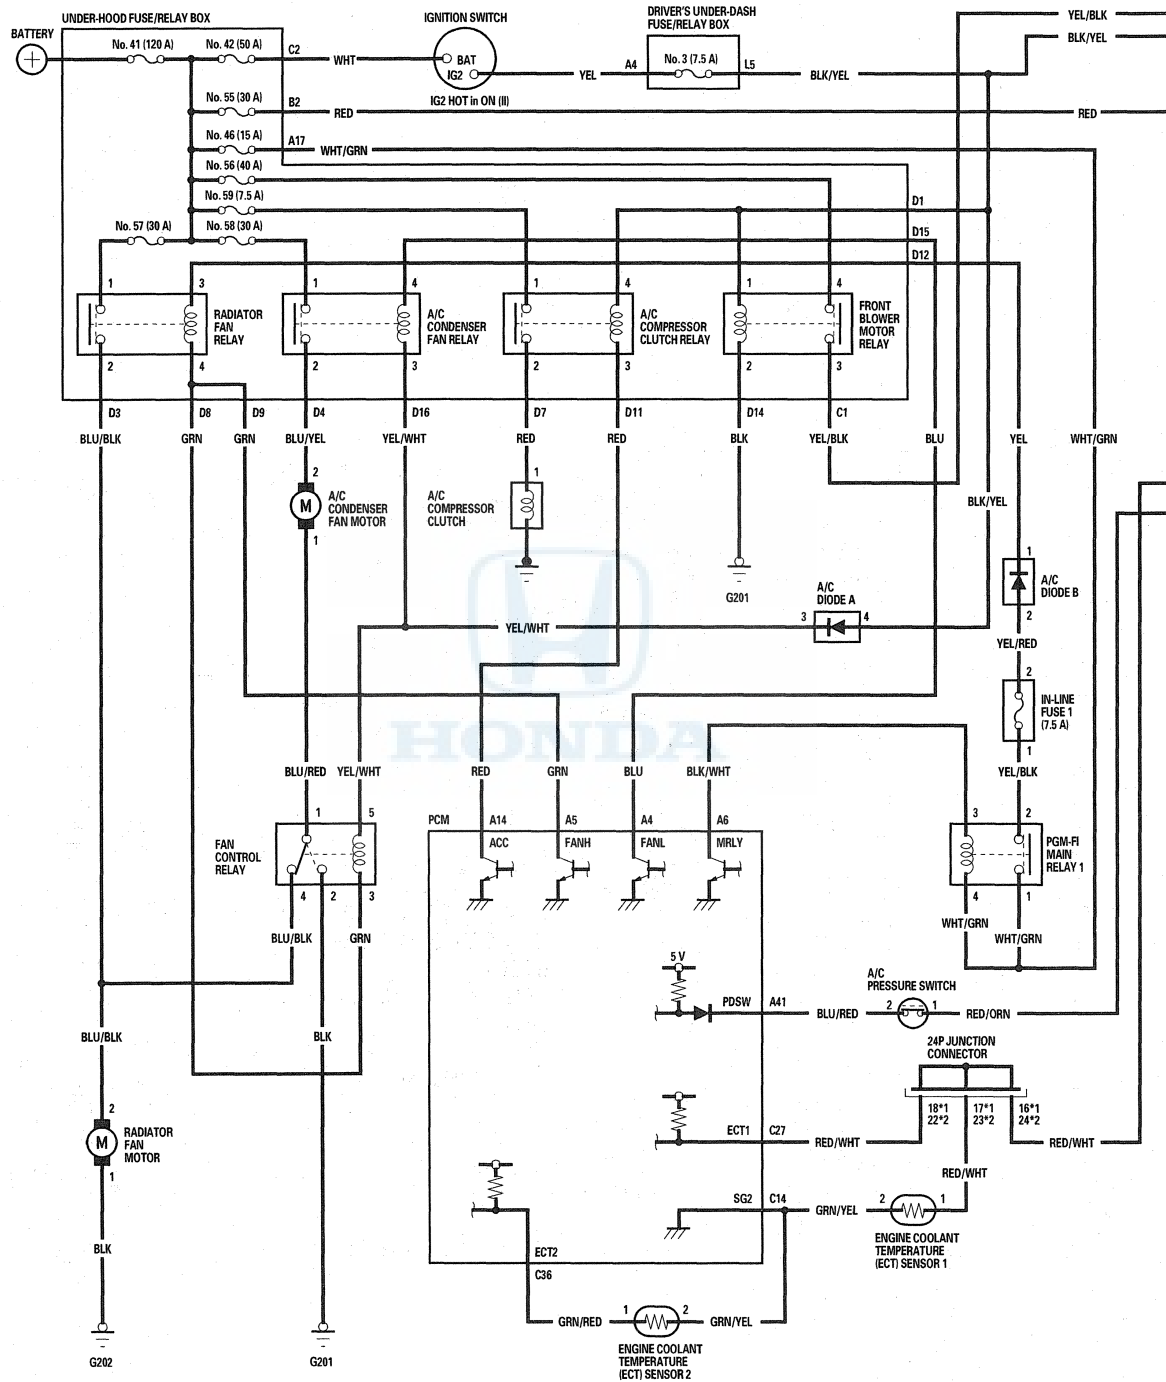 UNDER-HOOD FUSE/RELAY BOX
BATTERY
No. 41 (120 A)
No. 42 (50 A)
C2
WHT
IGNITION SWITCH
BAT
IG2
IG2 HOT in ON (II)
YEL
A4
DRIVER'S UNDER-DASH
FUSE/RELAY BOX
No. 3 (7.5 A)
L5
BLK/YEL
YEL/BLK
BLK/YEL
No. 55 (30 A)
B2
RED
RED
No. 46 (15 A)
A17
WHT/GRN
No. 56 (40 A)
No. 59 (7.5 A)
D1
No. 57 (30 A)
No. 58 (30 A)
D15
D12
1
3
1
4
1
4
1
4
RADIATOR
FAN
RELAY
A/C
CONDENSER
FAN RELAY
A/C
COMPRESSOR
CLUTCH RELAY
FRONT
BLOWER
MOTOR
RELAY
2
4
2
3
2
3
2
3
D3
D8
D9
D4
D16
D7
D11
D14
C1
BLU/BLK
GRN
GRN
BLU/YEL
YEL/WHT
RED
RED
BLK
YEL/BLK
BLU
YEL
WHT/GRN
2
M
A/C
CONDENSER
FAN MOTOR
1
A/C
COMPRESSOR
CLUTCH
1
BLK/YEL
G201
1
A/C
DIODE B
2
A/C
DIODE A
3
4
YEL/WHT
YEL/RED
2
IN-LINE
FUSE 1
(7.5 A)
1
HONDA
BLU/RED
YEL/WHT
RED
GRN
BLU
BLK/WHT
YEL/BLK
1
5
FAN
CONTROL
RELAY
4
2
3
PCM
A14
A5
A4
A6
ACC
FANH
FANL
MRLY
3
2
PGM-FI
MAIN
RELAY 1
4
1
WHT/GRN
WHT/GRN
BLU/BLK
GRN
5 V
PDSW
A41
BLU/RED
A/C
PRESSURE SWITCH
2
1
RED/ORN
BLU/BLK
BLK
24P JUNCTION
CONNECTOR
18*1
22*2
17*1
23*2
16*1
24*2
2
M
RADIATOR
FAN
MOTOR
1
ECT1
C27
RED/WHT
RED/WHT
RED/WHT
SG2
C14
GRN/YEL
2
1
ENGINE COOLANT
TEMPERATURE
(ECT) SENSOR 1
BLK
ECT2
C36
GRN/RED
1
2
GRN/YEL
ENGINE COOLANT
TEMPERATURE
(ECT) SENSOR 2
G202
G201